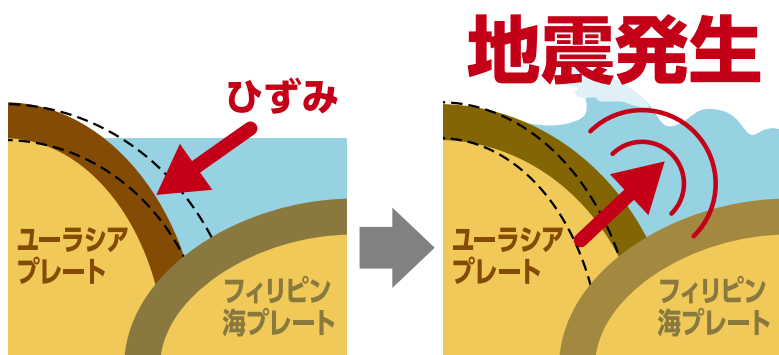 ひずみ
ユーラシア
プレート
フィリピン
海プレート
地震発生
ユーラシア
プレート
フィリピン
海プレート